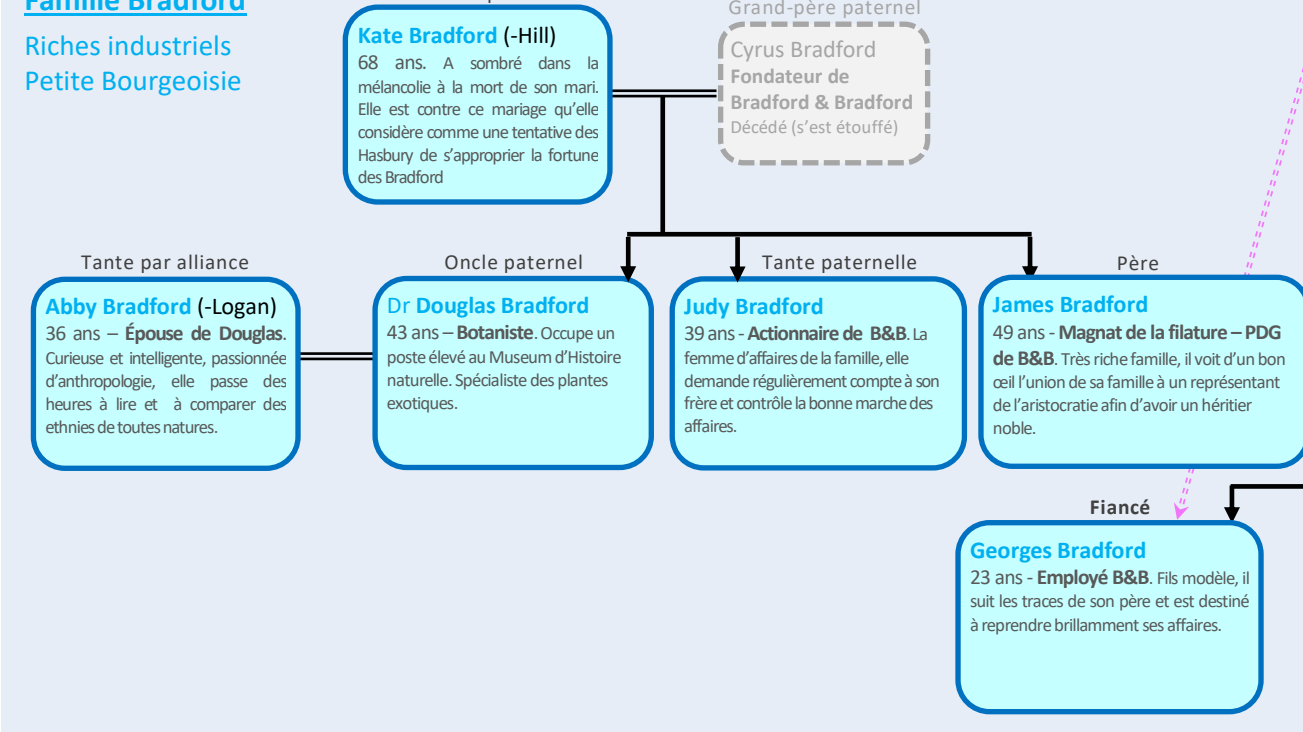 Famille Bradford
Riches industriels
Petite Bourgeoisie
Kate Bradford (-Hill)
68 ans. A sombré dans la
mélancolie à la mort de son mari.
Elle est contre ce mariage qu'elle
considère comme une tentative des
Hasbury de s'approprier la fortune
des Bradford
Grand-père paternel
Cyrus Bradford
Fondateur de
Bradford & Bradford
Décédé (s'est étouffé)
Tante par alliance
Abby Bradford (-Logan)
36 ans – Épouse de Douglas.
Curieuse et intelligente, passionnée
d'anthropologie, elle passe des
heures à lire et à comparer des
ethnies de toutes natures.
Oncle paternel
Dr Douglas Bradford
43 ans – Botaniste. Occupe un
poste élevé au Museum d'Histoire
naturelle. Spécialiste des plantes
exotiques.
Tante paternelle
Judy Bradford
39 ans - Actionnaire de B&B. La
femme d'affaires de la famille, elle
demande régulièrement compte à son
frère et contrôle la bonne marche des
affaires.
Père
James Bradford
49 ans - Magnat de la filature – PDG
de B&B. Très riche famille, il voit d'un bon
œil l'union de sa famille à un représentant
de l'aristocratie afin d'avoir un héritier
noble.
Fiancé
Georges Bradford
23 ans - Employé B&B. Fils modèle, il
suit les traces de son père et est destiné
à reprendre brillamment ses affaires.